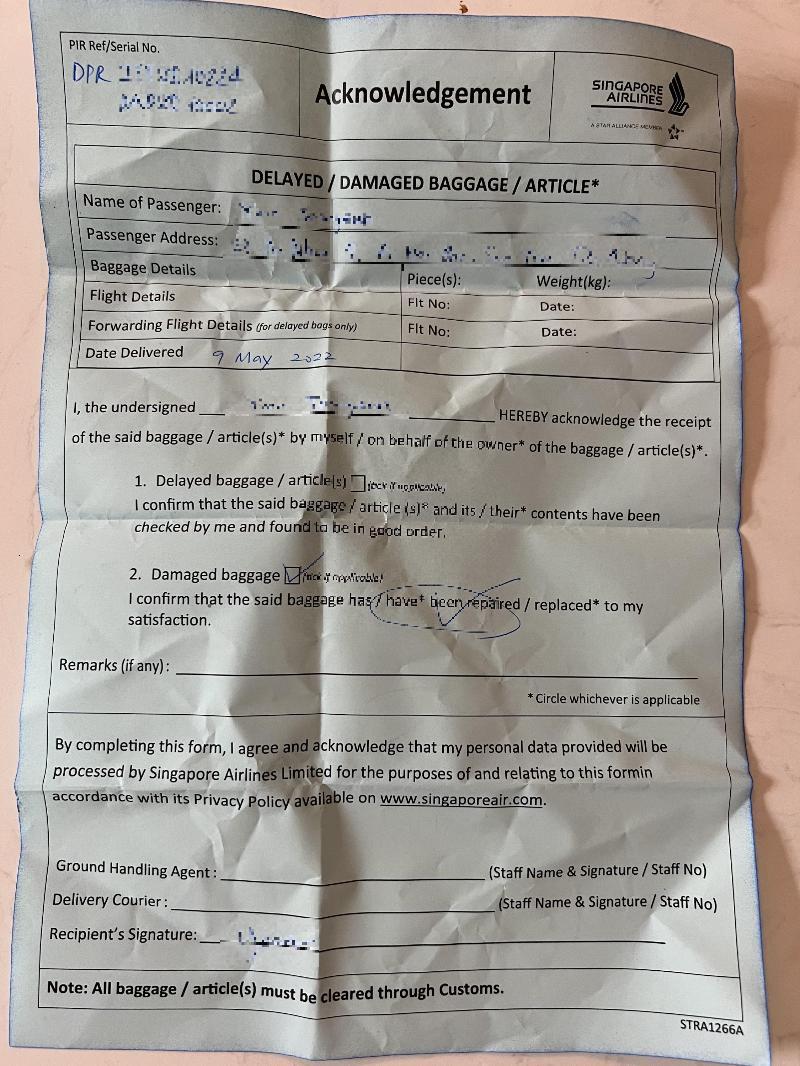 PIR Ref/Serial No.
DPR
Acknowledgement
SINGAPORE
AIRLINES
A STAR ALLIANCE MEMBER
DELAYED / DAMAGED BAGGAGE / ARTICLE*
Name of Passenger:
Passenger Address:
Baggage Details Piece(s): Weight(kg):
Flight Details Flt No: Date:
Forwarding Flight Details (for delayed bags only) Flt No: Date:
Date Delivered 9 May 2022
I, the undersigned HEREBY acknowledge the receipt
of the said baggage / article(s)* by myself / on behalf of the owner* of the baggage / article(s)*.
1. Delayed baggage / article(s) (tick if applicable)
I confirm that the said baggage / article (s)* and its / their* contents have been
checked by me and found to be in good order.
2. Damaged baggage (tick if applicable)
I confirm that the said baggage has / have* been repaired / replaced* to my
satisfaction.
Remarks (if any) :
* Circle whichever is applicable
By completing this form, I agree and acknowledge that my personal data provided will be
processed by Singapore Airlines Limited for the purposes of and relating to this formin
accordance with its Privacy Policy available on www.singaporeair.com.
Ground Handling Agent : (Staff Name & Signature / Staff No)
Delivery Courier : (Staff Name & Signature / Staff No)
Recipient's Signature:
Note: All baggage / article(s) must be cleared through Customs.
STRA1266A